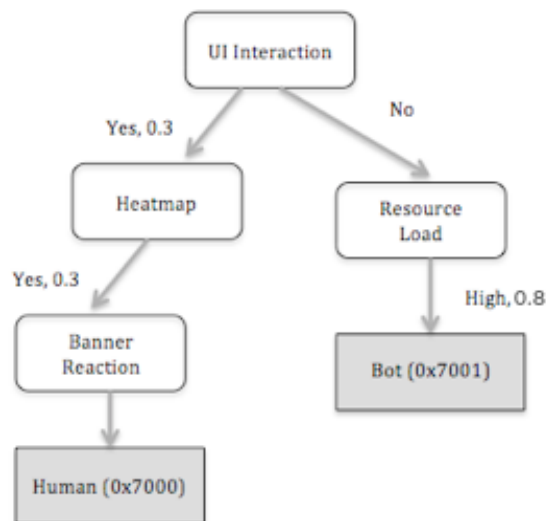 UI Interaction
Yes, 0.3
No
Heatmap
Resource
Load
Yes, 0.3
High, 0.8
Banner
Reaction
Bot (0x7001)
Human (0x7000)